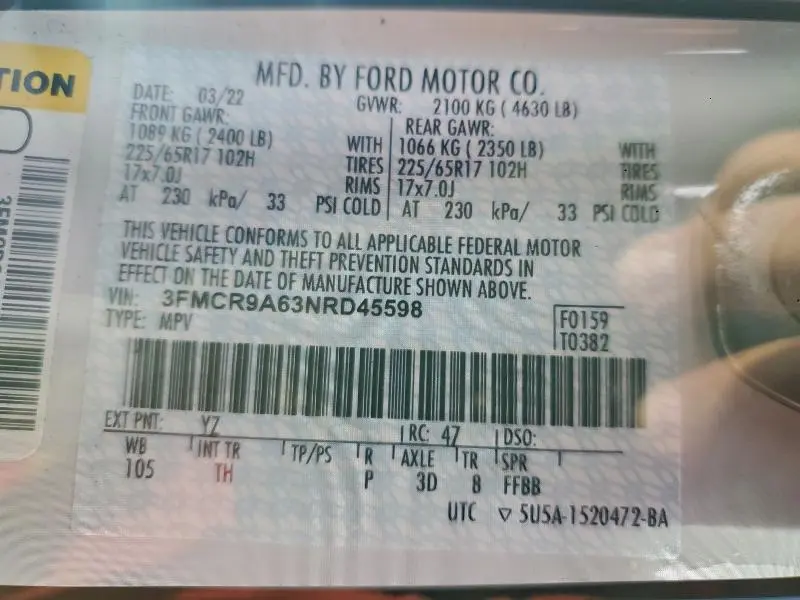 TION
MFD. BY FORD MOTOR CO.
DATE: 03/22 GVWR: 2100 KG ( 4630 LB)
FRONT GAWR: REAR GAWR:
1089 KG ( 2400 LB) WITH 1066 KG ( 2350 LB) WITH
225/65R17 102H TIRES 225/65R17 102H TIRES
17x7.0J RIMS 17x7.0J RIMS
AT 230 kPa/ 33 PSI COLD AT 230 kPa/ 33 PSI COLD
THIS VEHICLE CONFORMS TO ALL APPLICABLE FEDERAL MOTOR
VEHICLE SAFETY AND THEFT PREVENTION STANDARDS IN
EFFECT ON THE DATE OF MANUFACTURE SHOWN ABOVE.
VIN: 3FMCR9A63NRD45598
TYPE: MPV F0159
T0382
EXT PNT: YZ RC: 47 DSO:
WB INT TR TP/PS R AXLE TR SPR
105 TH P 3D 8 FFBB
UTC ▽ 5U5A-1520472-BA